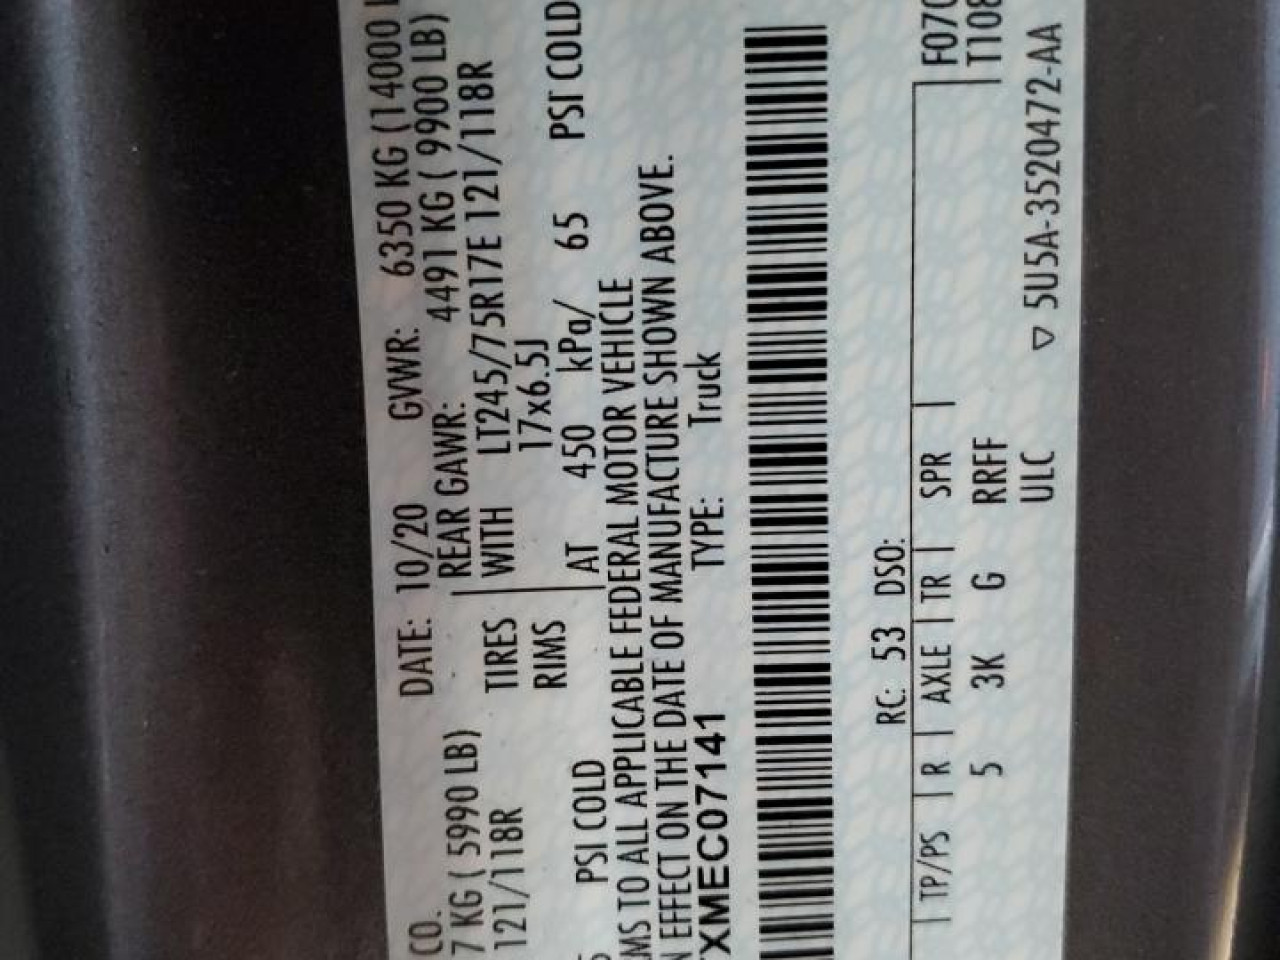 CO. DATE: 10/20 GVWR: 6350 KG (14000
7 KG ( 5990 LB) REAR GAWR: 4491 KG ( 9900 LB)
121/118R TIRES WITH LT245/75R17E 121/118R
RIMS 17x6.5J
PSI COLD AT 450 kPa/ 65 PSI COLD
MS TO ALL APPLICABLE FEDERAL MOTOR VEHICLE
EFFECT ON THE DATE OF MANUFACTURE SHOWN ABOVE.
XMEC07141 TYPE: Truck
RC: 53 DSO:
TP/PS R AXLE TR SPR F070
5 3K G RRFF T108
ULC
▽ 5U5A-3520472-AA